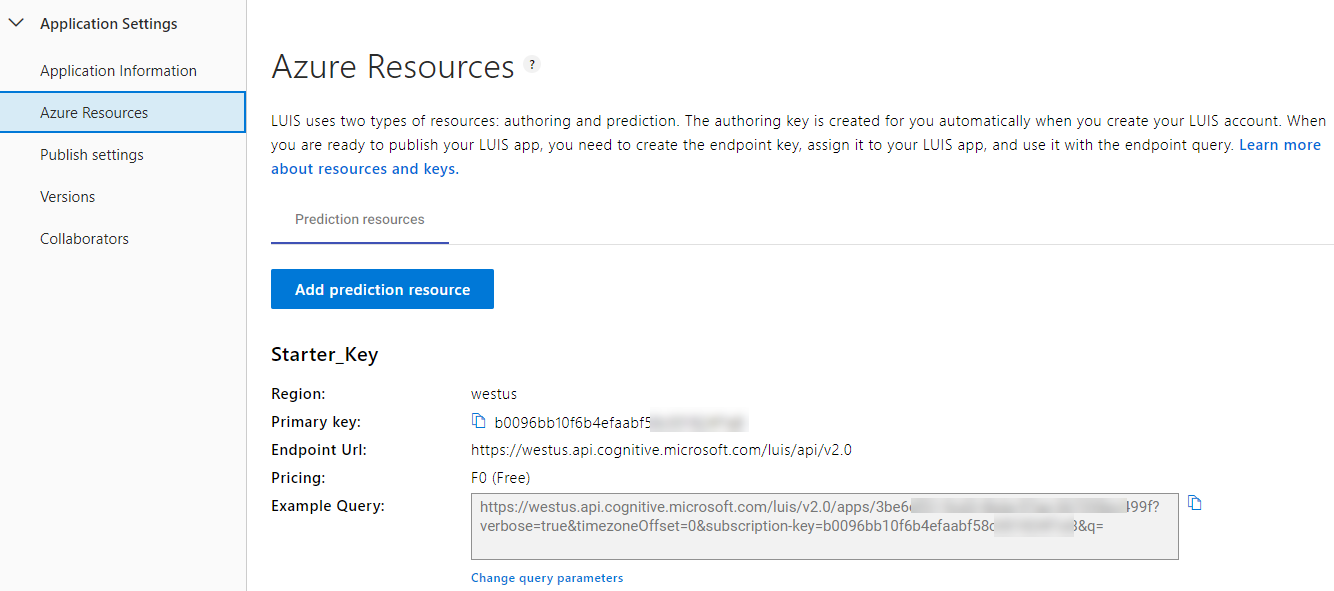 Application Settings
Application Information
Azure Resources
Publish settings
Versions
Collaborators
Azure Resources ?
LUIS uses two types of resources: authoring and prediction. The authoring key is created for you automatically when you create your LUIS account. When
you are ready to publish your LUIS app, you need to create the endpoint key, assign it to your LUIS app, and use it with the endpoint query. Learn more
about resources and keys.
Prediction resources
Add prediction resource
Starter_Key
Region: westus
Primary key: b0096bb10f6b4efaabf5
Endpoint Url: https://westus.api.cognitive.microsoft.com/luis/api/v2.0
Pricing: F0 (Free)
Example Query: https://westus.api.cognitive.microsoft.com/luis/v2.0/apps/3be6 499f?
verbose=true&timezoneOffset=0&subscription-key=b0096bb10f6b4efaabf58 &q=
Change query parameters